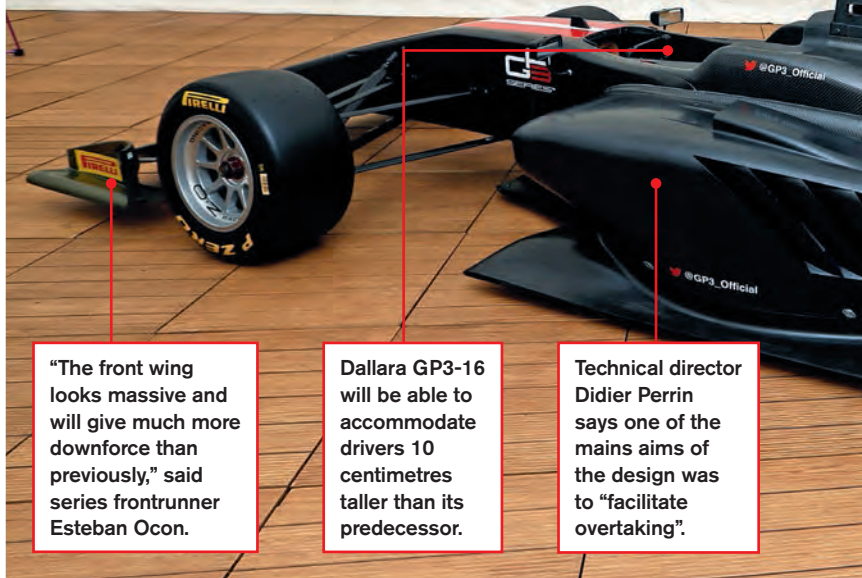 @GP3_Official
GP3
SERIES
PIRELLI
PIRELLI
P ZERO
@GP3_Official
“The front wing
looks massive and
will give much more
downforce than
previously,” said
series frontrunner
Esteban Ocon.
Dallara GP3-16
will be able to
accommodate
drivers 10
centimetres
taller than its
predecessor.
Technical director
Didier Perrin
says one of the
mains aims of
the design was
to “facilitate
overtaking”.